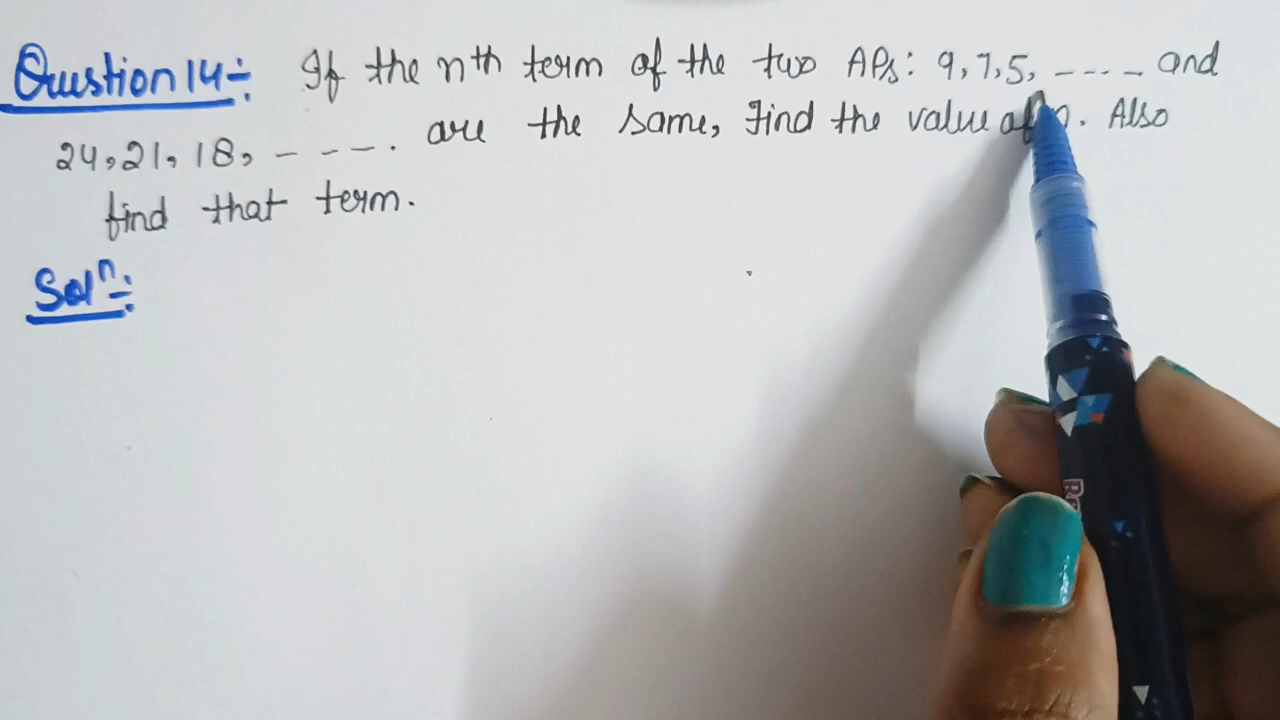 Question 14÷ If the nth term of the two APs: 9,7,5, ---- and
24,21,18, - - - -. are the same, find the value of n. Also
find that term.
Solⁿ÷